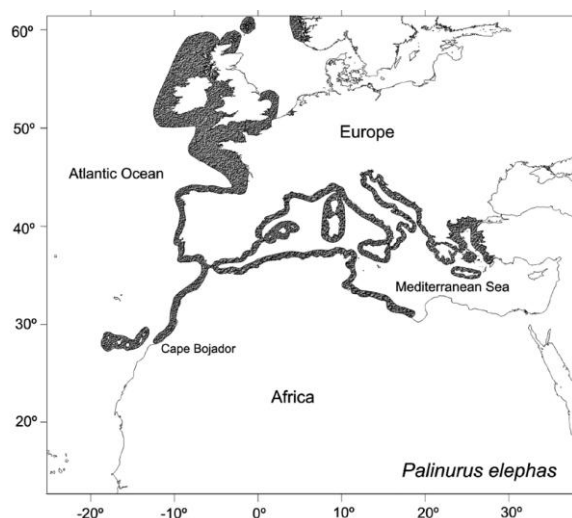 60º
50º
Europe
Atlantic Ocean
40º
Mediterranean Sea
30º
Cape Bojador
Africa
20º
Palinurus elephas
-20º -10º 0º 10º 20º 30º